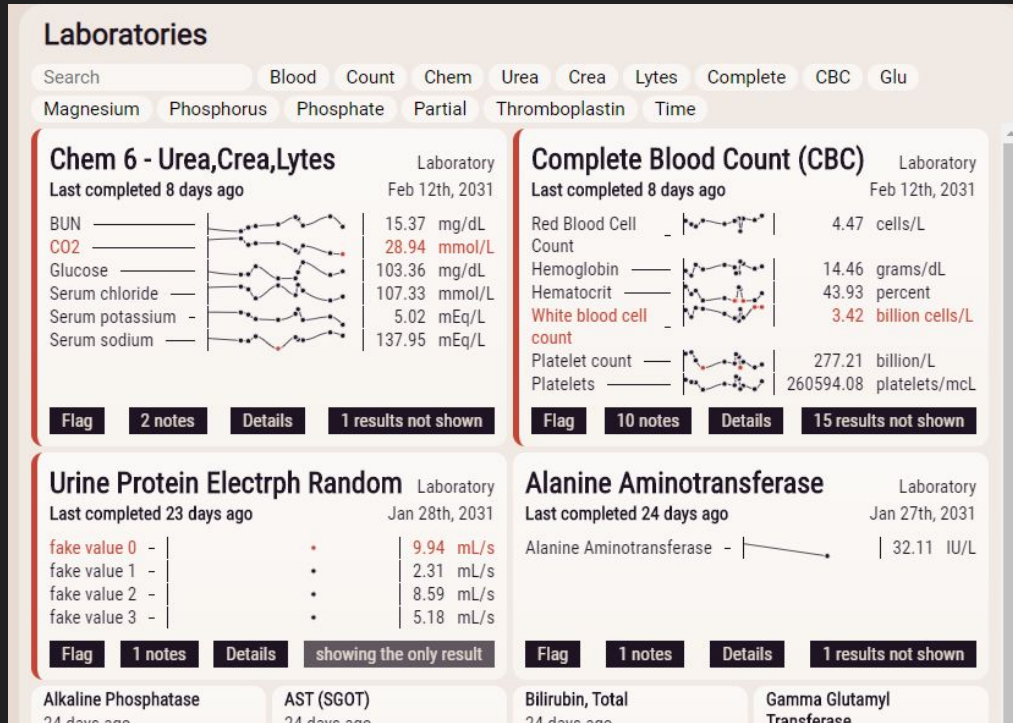 Laboratories
Search Blood Count Chem Urea Crea Lytes Complete CBC Glu
Magnesium Phosphorus Phosphate Partial Thromboplastin Time
Chem 6 - Urea,Crea,Lytes Laboratory
Last completed 8 days ago Feb 12th, 2031
BUN 15.37 mg/dL
CO2 28.94 mmol/L
Glucose 103.36 mg/dL
Serum chloride 107.33 mmol/L
Serum potassium 5.02 mEq/L
Serum sodium 137.95 mEq/L
Flag 2 notes Details 1 results not shown
Complete Blood Count (CBC) Laboratory
Last completed 8 days ago Feb 12th, 2031
Red Blood Cell 4.47 cells/L
Count
Hemoglobin 14.46 grams/dL
Hematocrit 43.93 percent
White blood cell 3.42 billion cells/L
count
Platelet count 277.21 billion/L
Platelets 260594.08 platelets/mcL
Flag 10 notes Details 15 results not shown
Urine Protein Electrph Random Laboratory
Last completed 23 days ago Jan 28th, 2031
fake value 0 9.94 mL/s
fake value 1 2.31 mL/s
fake value 2 8.59 mL/s
fake value 3 5.18 mL/s
Flag 1 notes Details showing the only result
Alanine Aminotransferase Laboratory
Last completed 24 days ago Jan 27th, 2031
Alanine Aminotransferase 32.11 IU/L
Flag 1 notes Details 1 results not shown
Alkaline Phosphatase
24 days ago
AST (SGOT)
24 days ago
Bilirubin, Total
24 days ago
Gamma Glutamyl
Transferase